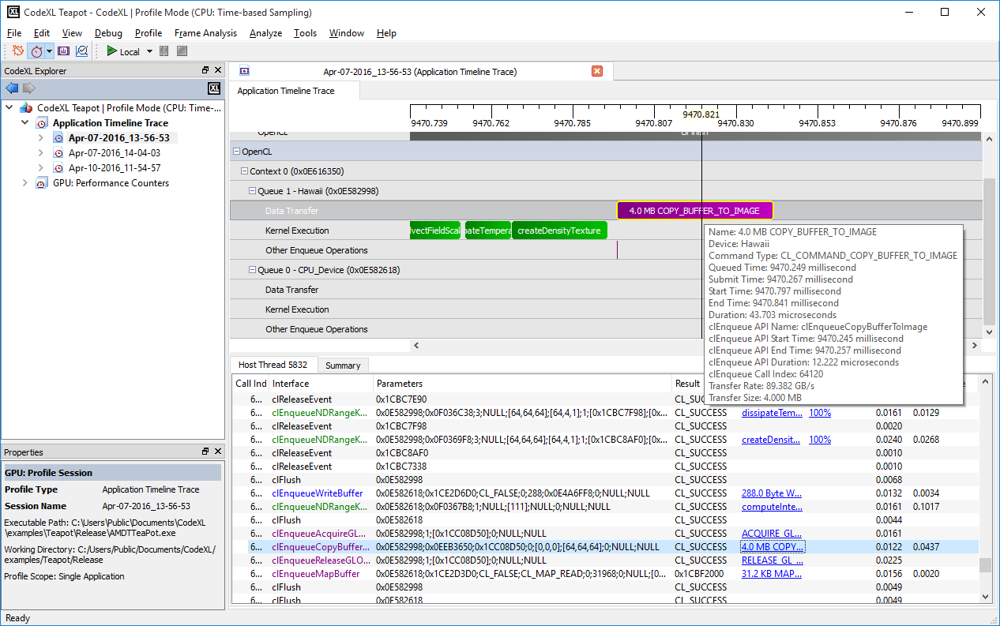 CodeXL Teapot - CodeXL | Profile Mode (CPU: Time-based Sampling)
File Edit View Debug Profile Frame Analysis Analyze Tools Window Help
Local
CodeXL Explorer
CodeXL Teapot | Profile Mode (CPU: Time-...
Application Timeline Trace
Apr-07-2016_13-56-53
Apr-07-2016_14-04-03
Apr-10-2016_11-54-57
GPU: Performance Counters
Properties
GPU: Profile Session
Profile Type Application Timeline Trace
Session Name Apr-07-2016_13-56-53
Executable Path: C:\Users\Public\Documents\CodeXL
\examples\Teapot\Release\AMDTTeaPot.exe
Working Directory: C:/Users/Public/Documents/CodeXL/
examples/Teapot/Release
Profile Scope: Single Application
Apr-07-2016_13-56-53 (Application Timeline Trace)
Application Timeline Trace
9470.821
9470.739 9470.762 9470.785 9470.807 9470.830 9470.853 9470.876 9470.899
OpenCL clFinish
OpenCL
Context 0 (0x0E616350)
Queue 1 - Hawaii (0x0E582998)
Data Transfer 4.0 MB COPY_BUFFER_TO_IMAGE
Kernel Execution vectFieldScal pateTempera createDensityTexture
Other Enqueue Operations
Queue 0 - CPU_Device (0x0E582618)
Data Transfer
Kernel Execution
Other Enqueue Operations
Name: 4.0 MB COPY_BUFFER_TO_IMAGE
Device: Hawaii
Command Type: CL_COMMAND_COPY_BUFFER_TO_IMAGE
Queued Time: 9470.249 millisecond
Submit Time: 9470.267 millisecond
Start Time: 9470.797 millisecond
End Time: 9470.841 millisecond
Duration: 43.703 microseconds
clEnqueue API Name: clEnqueueCopyBufferToImage
clEnqueue API Start Time: 9470.245 millisecond
clEnqueue API End Time: 9470.257 millisecond
clEnqueue API Duration: 12.222 microseconds
clEnqueue Call Index: 64120
Transfer Rate: 89.382 GB/s
Transfer Size: 4.000 MB
Host Thread 5832 Summary
Call Ind Interface Parameters Result
6... clReleaseEvent 0x1CBC7E90 CL_SUCCESS
6... clEnqueueNDRangeK... 0x0E582998;0x0F036C38;3;NULL;[64,64,64];[64,4,1];1;[0x1CBC7F98];[0x... CL_SUCCESS dissipateTem... 100% 0.0161 0.0129
6... clReleaseEvent 0x1CBC7F98 CL_SUCCESS 0.0020
6... clEnqueueNDRangeK... 0x0E582998;0x0F0369F8;3;NULL;[64,64,64];[64,4,1];1;[0x1CBC8AF0];[0x... CL_SUCCESS createDensit... 100% 0.0240 0.0268
6... clReleaseEvent 0x1CBC8AF0 CL_SUCCESS 0.0010
6... clReleaseEvent 0x1CBC7338 CL_SUCCESS 0.0010
6... clFlush 0x0E582998 CL_SUCCESS 0.0068
6... clEnqueueWriteBuffer 0x0E582618;0x1CE2D6D0;CL_FALSE;0;288;0x0E4A6FF8;0;NULL;NULL CL_SUCCESS 288.0 Byte W... 0.0132 0.0034
6... clEnqueueNDRangeK... 0x0E582618;0x0F0367B8;1;NULL;[111];NULL;0;NULL;NULL CL_SUCCESS computeInte... 0.0161 0.1017
6... clFlush 0x0E582618 CL_SUCCESS 0.0044
6... clEnqueueAcquireGL... 0x0E582998;1;[0x1CC08D50];0;NULL;NULL CL_SUCCESS ACQUIRE_GL... 0.0161
6... clEnqueueCopyBuffer... 0x0E582998;0x0EEB3650;0x1CC08D50;0;[0,0,0];[64,64,64];0;NULL;NULL CL_SUCCESS 4.0 MB COPY... 0.0122 0.0437
6... clEnqueueReleaseGLO... 0x0E582998;1;[0x1CC08D50];0;NULL;NULL CL_SUCCESS RELEASE_GL_... 0.0225
6... clEnqueueMapBuffer 0x0E582618;0x1CE2D3D0;CL_FALSE;CL_MAP_READ;0;31968;0;NULL;[0... 0x1CBF2000 31.2 KB MAP... 0.0156 0.0020
6... clFlush 0x0E582998 CL_SUCCESS 0.0049
6... clFlush 0x0E582618 CL_SUCCESS 0.0049
Ready